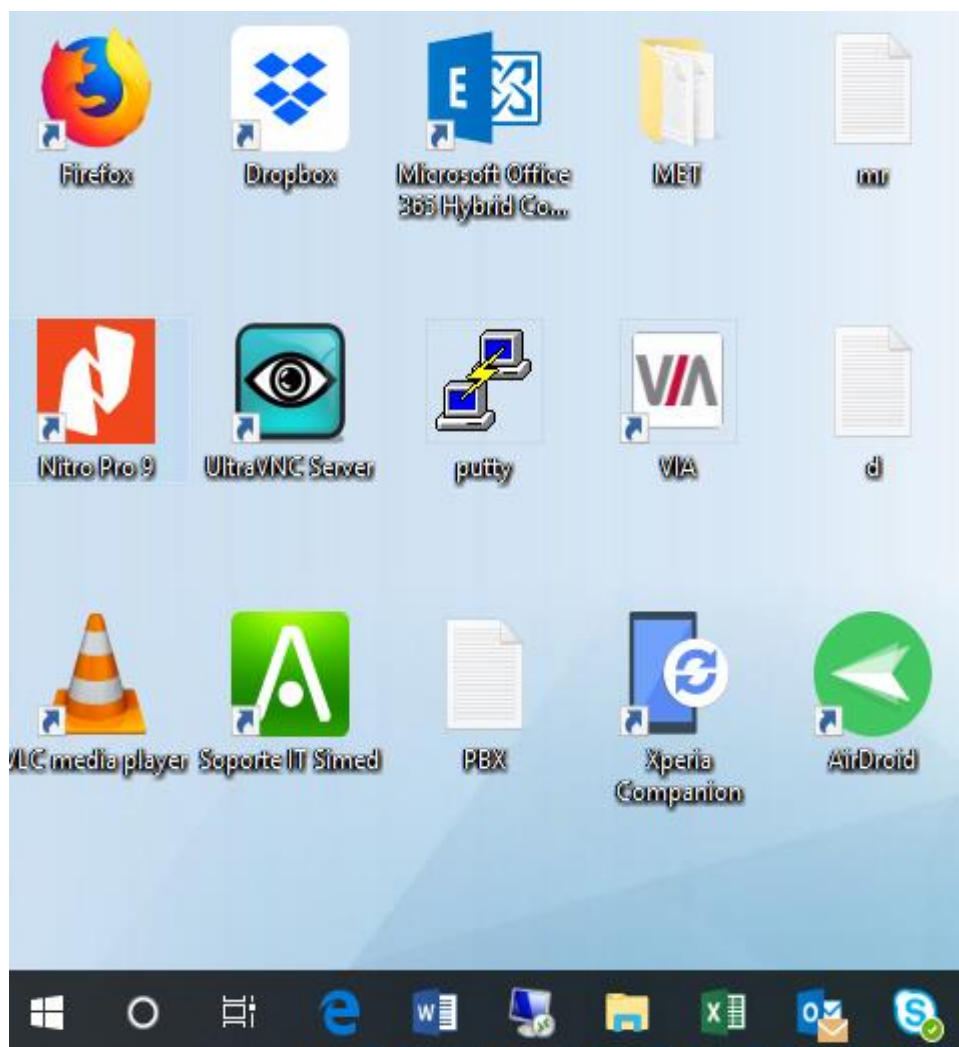 Firefox
Dropbox
Microsoft Office
365 Hybrid Co...
MET
mr
Nitro Pro 9
UltraVNC Server
putty
VIA
d
VLC media player
Soporte IT Simed
PBX
Xperia
Companion
AirDroid